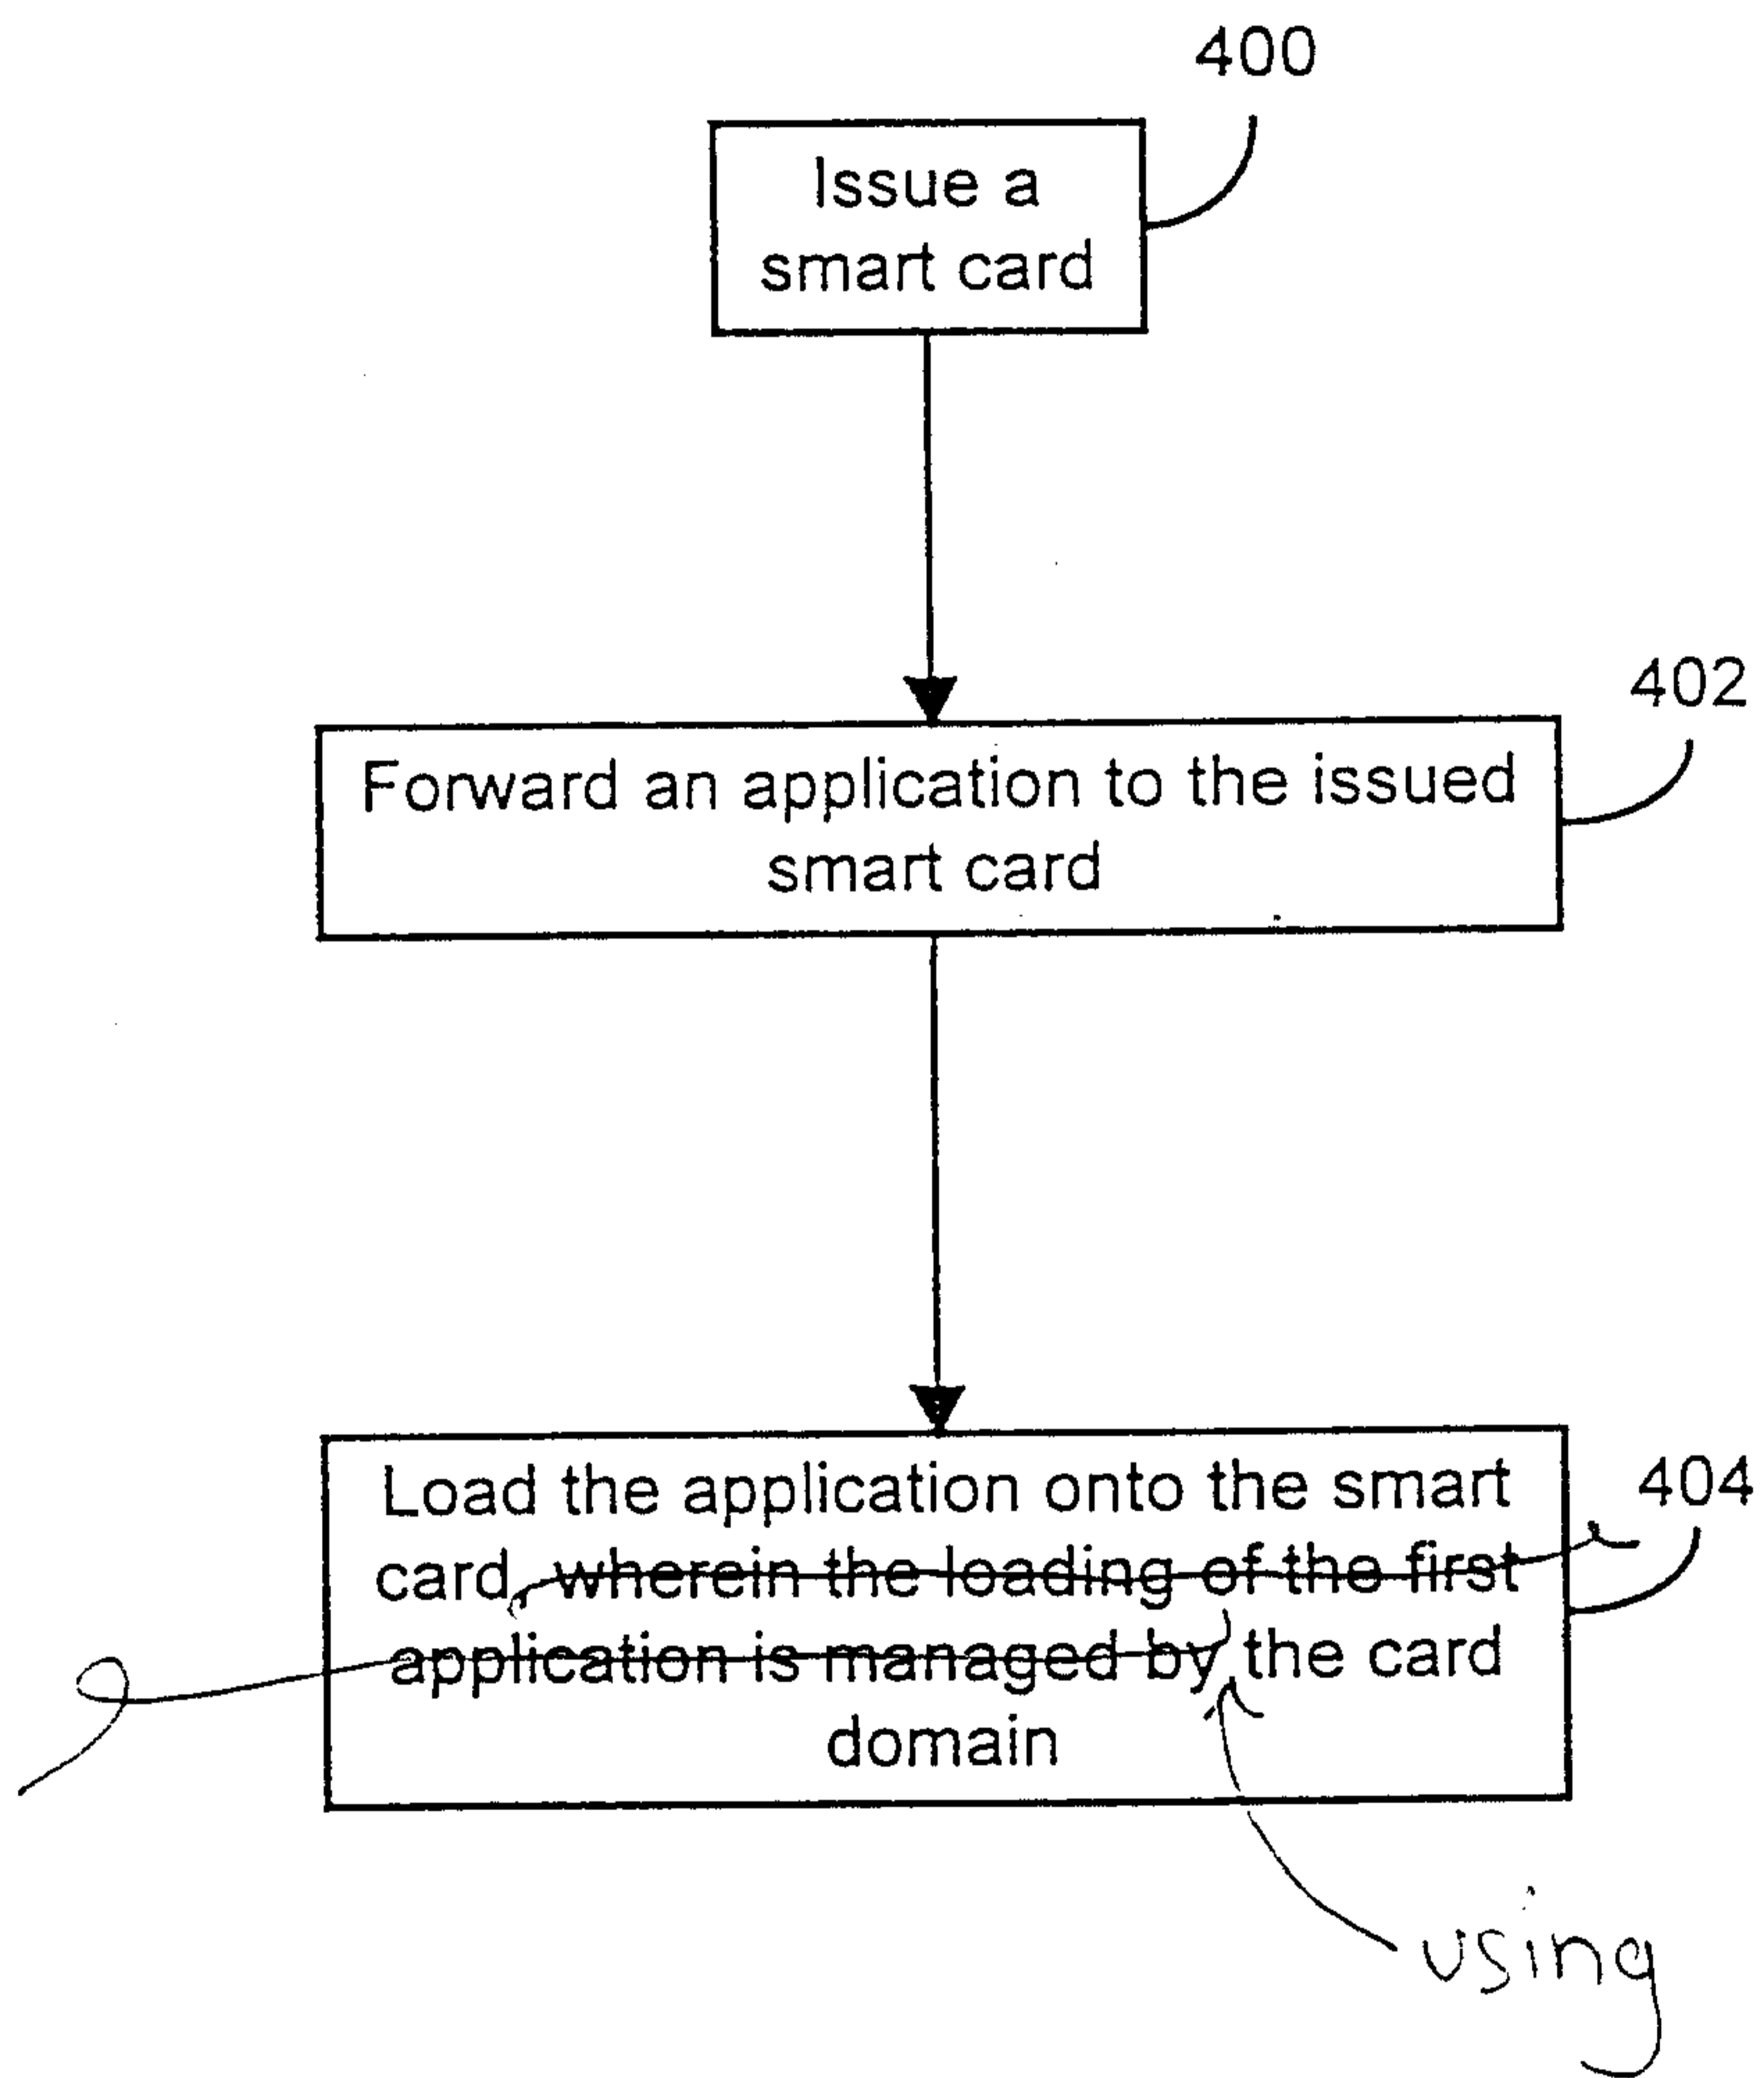 400
Issue a
smart card
402
Forward an application to the issued
smart card
404
Load the application onto the smart
card, wherein the loading of the first
application is managed by the card
domain
using